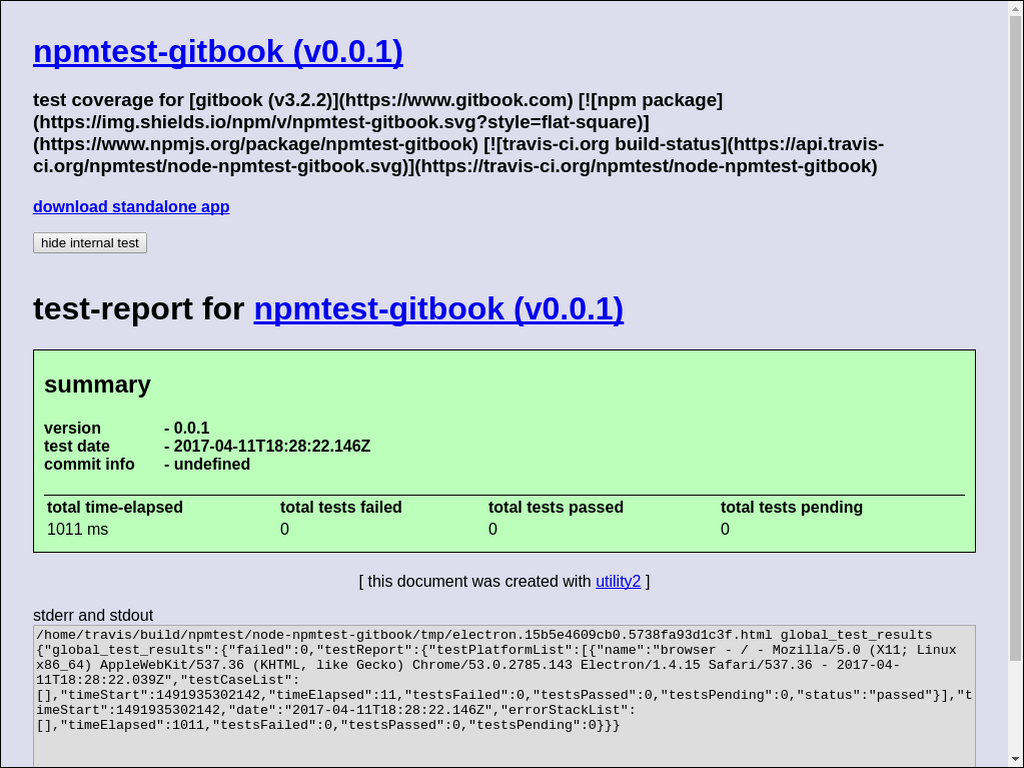 npmtest-gitbook (v0.0.1)
test coverage for [gitbook (v3.2.2)](https://www.gitbook.com) [![npm package]
(https://img.shields.io/npm/v/npmtest-gitbook.svg?style=flat-square)]
(https://www.npmjs.org/package/npmtest-gitbook) [![travis-ci.org build-status](https://api.travis-
ci.org/npmtest/node-npmtest-gitbook.svg)](https://travis-ci.org/npmtest/node-npmtest-gitbook)
download standalone app
hide internal test
test-report for npmtest-gitbook (v0.0.1)
summary
version - 0.0.1
test date - 2017-04-11T18:28:22.146Z
commit info - undefined
total time-elapsed total tests failed total tests passed total tests pending
1011 ms 0 0 0
[ this document was created with utility2 ]
stderr and stdout
/home/travis/build/npmtest/node-npmtest-gitbook/tmp/electron.15b5e4609cb0.5738fa93d1c3f.html global_test_results
{"global_test_results":{"failed":0,"testReport":{"testPlatformList":[{"name":"browser - / - Mozilla/5.0 (X11; Linux
x86_64) AppleWebKit/537.36 (KHTML, like Gecko) Chrome/53.0.2785.143 Electron/1.4.15 Safari/537.36 - 2017-04-
11T18:28:22.039Z","testCaseList":
[],"timeStart":1491935302142,"timeElapsed":11,"testsFailed":0,"testsPassed":0,"testsPending":0,"status":"passed"}],"t
imeStart":1491935302142,"date":"2017-04-11T18:28:22.146Z","errorStackList":
[],"timeElapsed":1011,"testsFailed":0,"testsPassed":0,"testsPending":0}}}